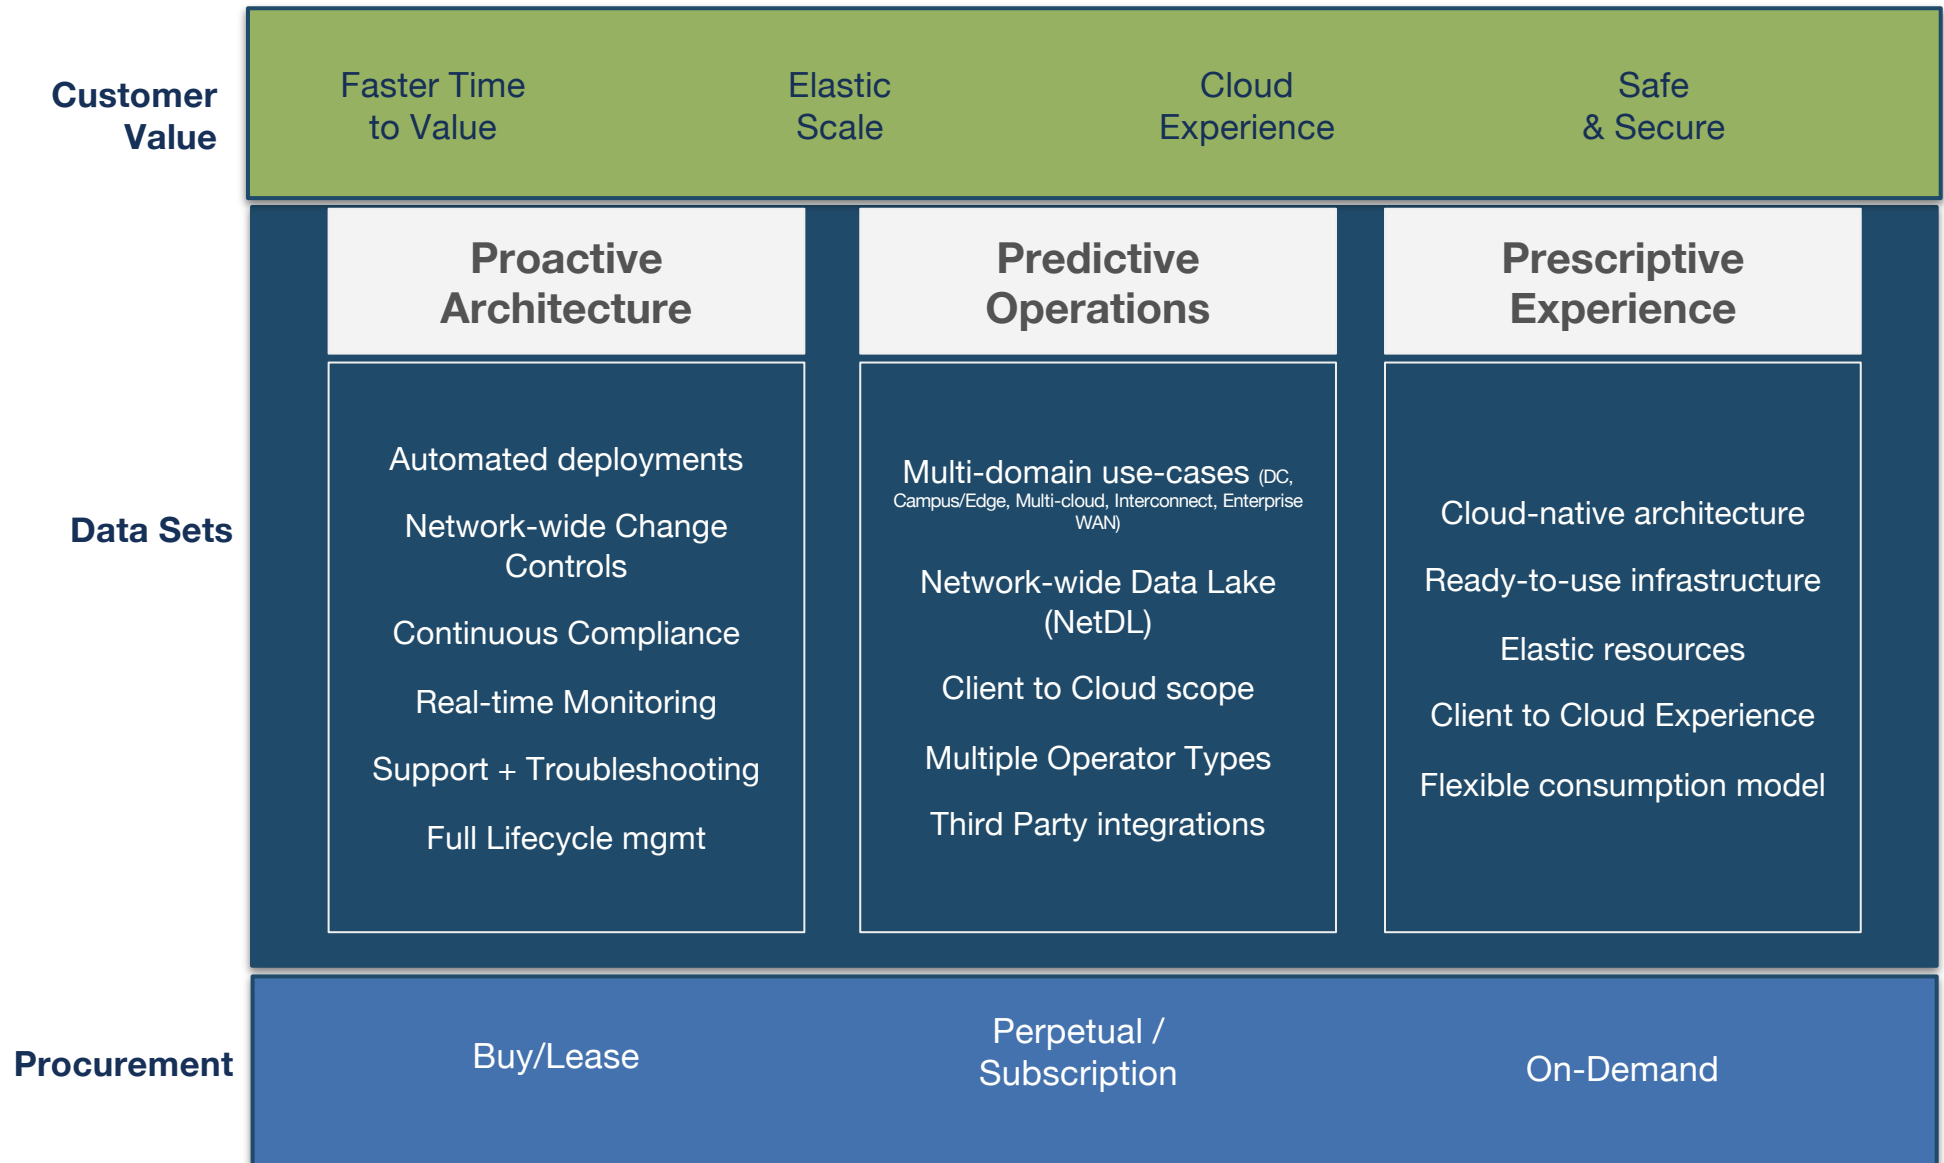 Customer
Value
Faster Time
to Value
Elastic
Scale
Cloud
Experience
Safe
& Secure
Data Sets
Proactive
Architecture
Automated deployments
Network-wide Change
Controls
Continuous Compliance
Real-time Monitoring
Support + Troubleshooting
Full Lifecycle mgmt
Predictive
Operations
Multi-domain use-cases (DC,
Campus/Edge, Multi-cloud, Interconnect, Enterprise
WAN)
Network-wide Data Lake
(NetDL)
Client to Cloud scope
Multiple Operator Types
Third Party integrations
Prescriptive
Experience
Cloud-native architecture
Ready-to-use infrastructure
Elastic resources
Client to Cloud Experience
Flexible consumption model
Procurement
Buy/Lease
Perpetual /
Subscription
On-Demand